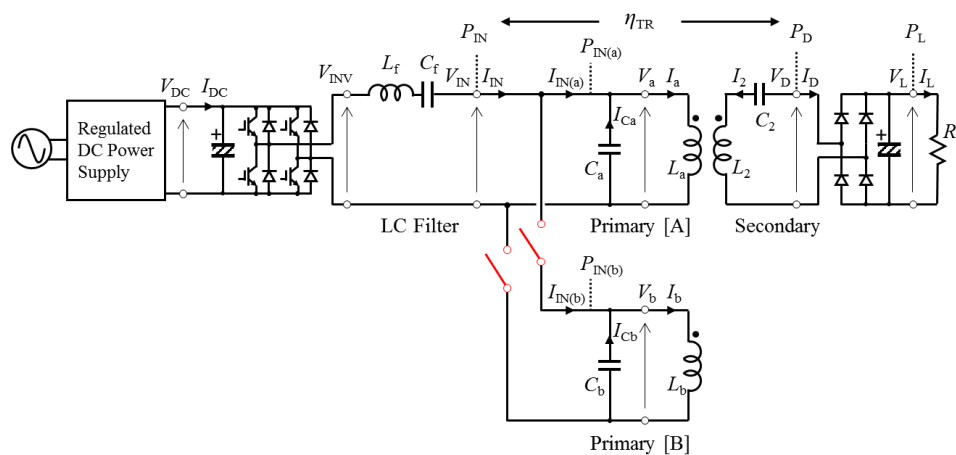 η_TR
P_IN
P_IN(a)
P_D
P_L
V_DC
I_DC
V_INV
L_f
C_f
V_IN
I_IN
I_IN(a)
V_a
I_a
I_2
V_D
I_D
V_L
I_L
Regulated
DC Power
Supply
+
I_Ca
C_a
L_a
L_2
C_2
+
R
LC Filter
Primary [A]
Secondary
P_IN(b)
I_IN(b)
V_b
I_b
I_Cb
C_b
L_b
Primary [B]